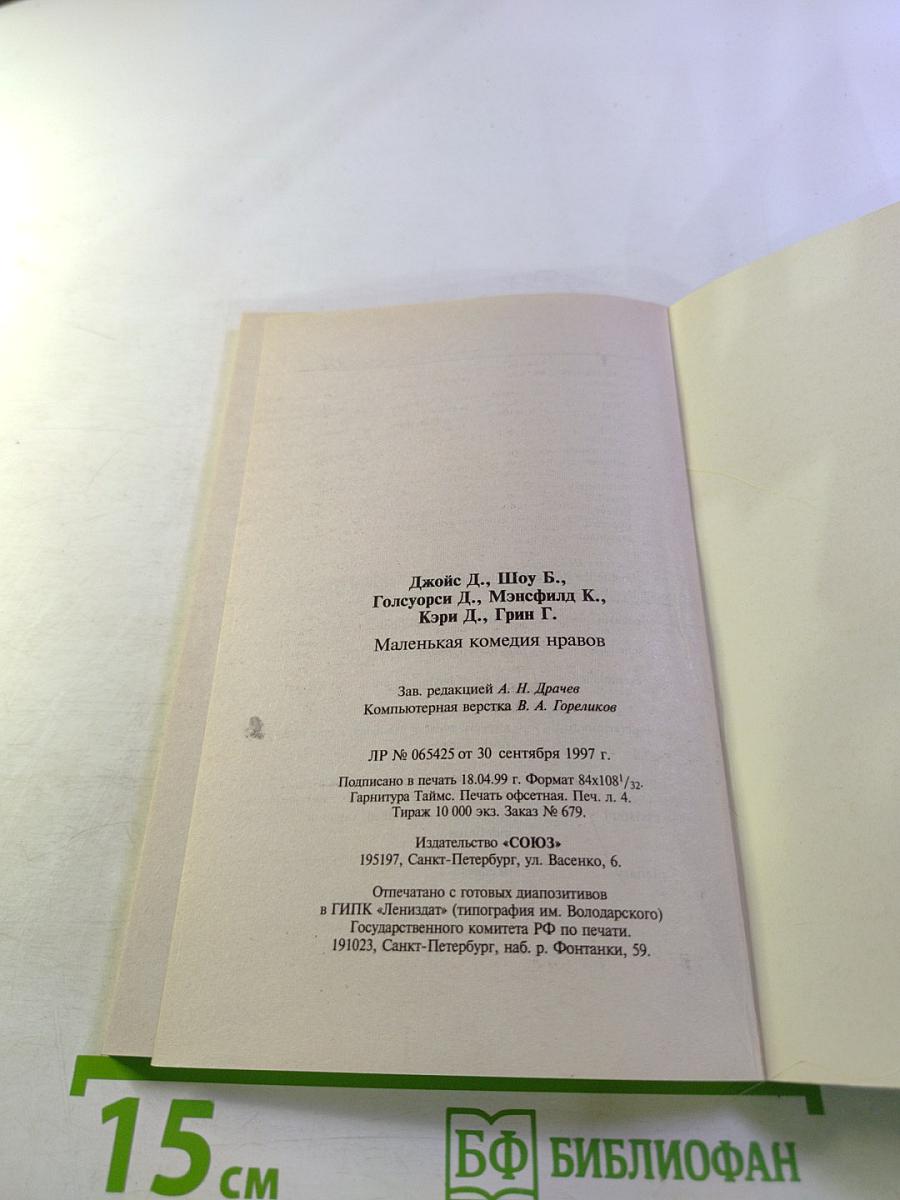 Джойс Д., Шоу Б.,
Голсуорси Д., Мэнсфилд К.,
Кэри Д., Грин Г.
Маленькая комедия нравов
Зав. редакцией А. Н. Драчев
Компьютерная верстка В. А. Гореликов
ЛР № 065425 от 30 сентября 1997 г.
Подписано в печать 18.04.99 г. Формат 84х108¹/₃₂.
Гарнитура Таймс. Печать офсетная. Печ. л. 4.
Тираж 10 000 экз. Заказ № 679.
Издательство «СОЮЗ»
195197, Санкт-Петербург, ул. Васенко, 6.
Отпечатано с готовых диапозитивов
в ГИПК «Лениздат» (типография им. Володарского)
Государственного комитета РФ по печати.
191023, Санкт-Петербург, наб. р. Фонтанки, 59.
15 см
БФ БИБЛИОФАН